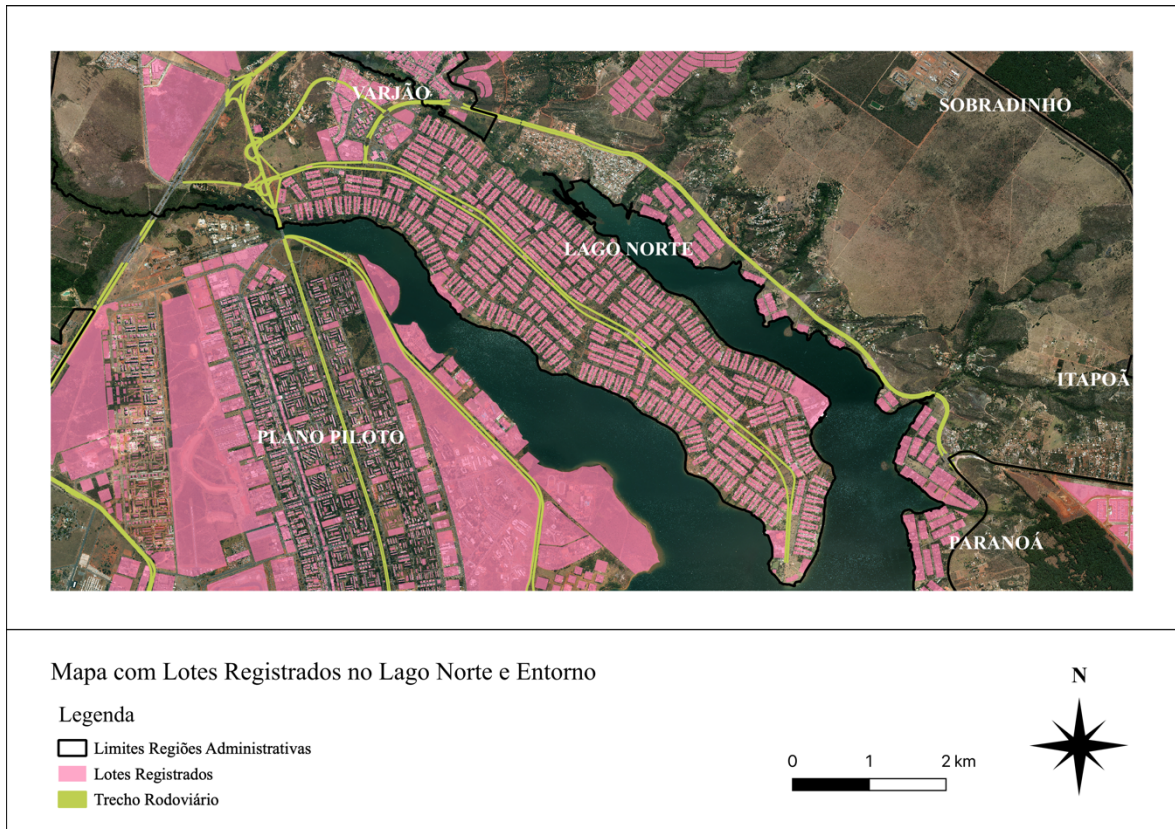 VARJÃO
SOBRADINHO
LAGO NORTE
ITAPOÃ
PLANO PILOTO
PARANOÁ
Mapa com Lotes Registrados no Lago Norte e Entorno
N
Legenda
Limites Regiões Administrativas
Lotes Registrados
Trecho Rodoviário
0 1 2 km